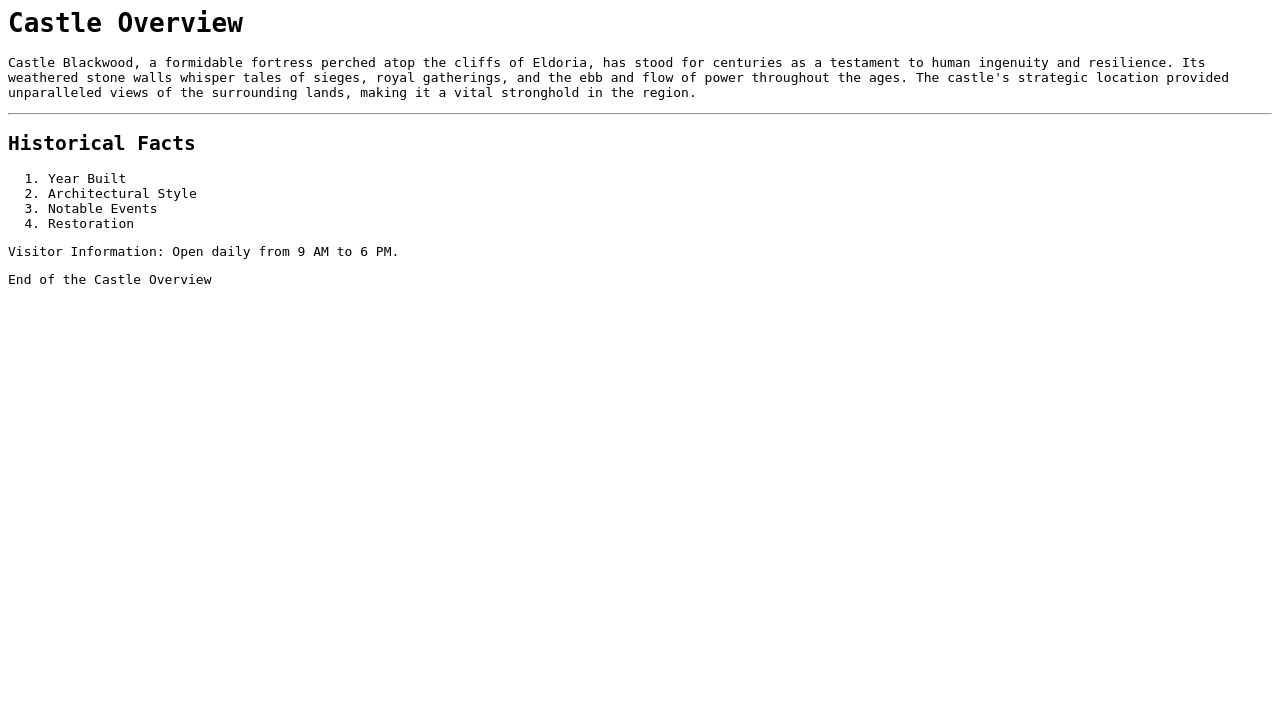 Castle Overview
Castle Blackwood, a formidable fortress perched atop the cliffs of Eldoria, has stood for centuries as a testament to human ingenuity and resilience. Its
weathered stone walls whisper tales of sieges, royal gatherings, and the ebb and flow of power throughout the ages. The castle's strategic location provided
unparalleled views of the surrounding lands, making it a vital stronghold in the region.
Historical Facts
1. Year Built
2. Architectural Style
3. Notable Events
4. Restoration
Visitor Information: Open daily from 9 AM to 6 PM.
End of the Castle Overview